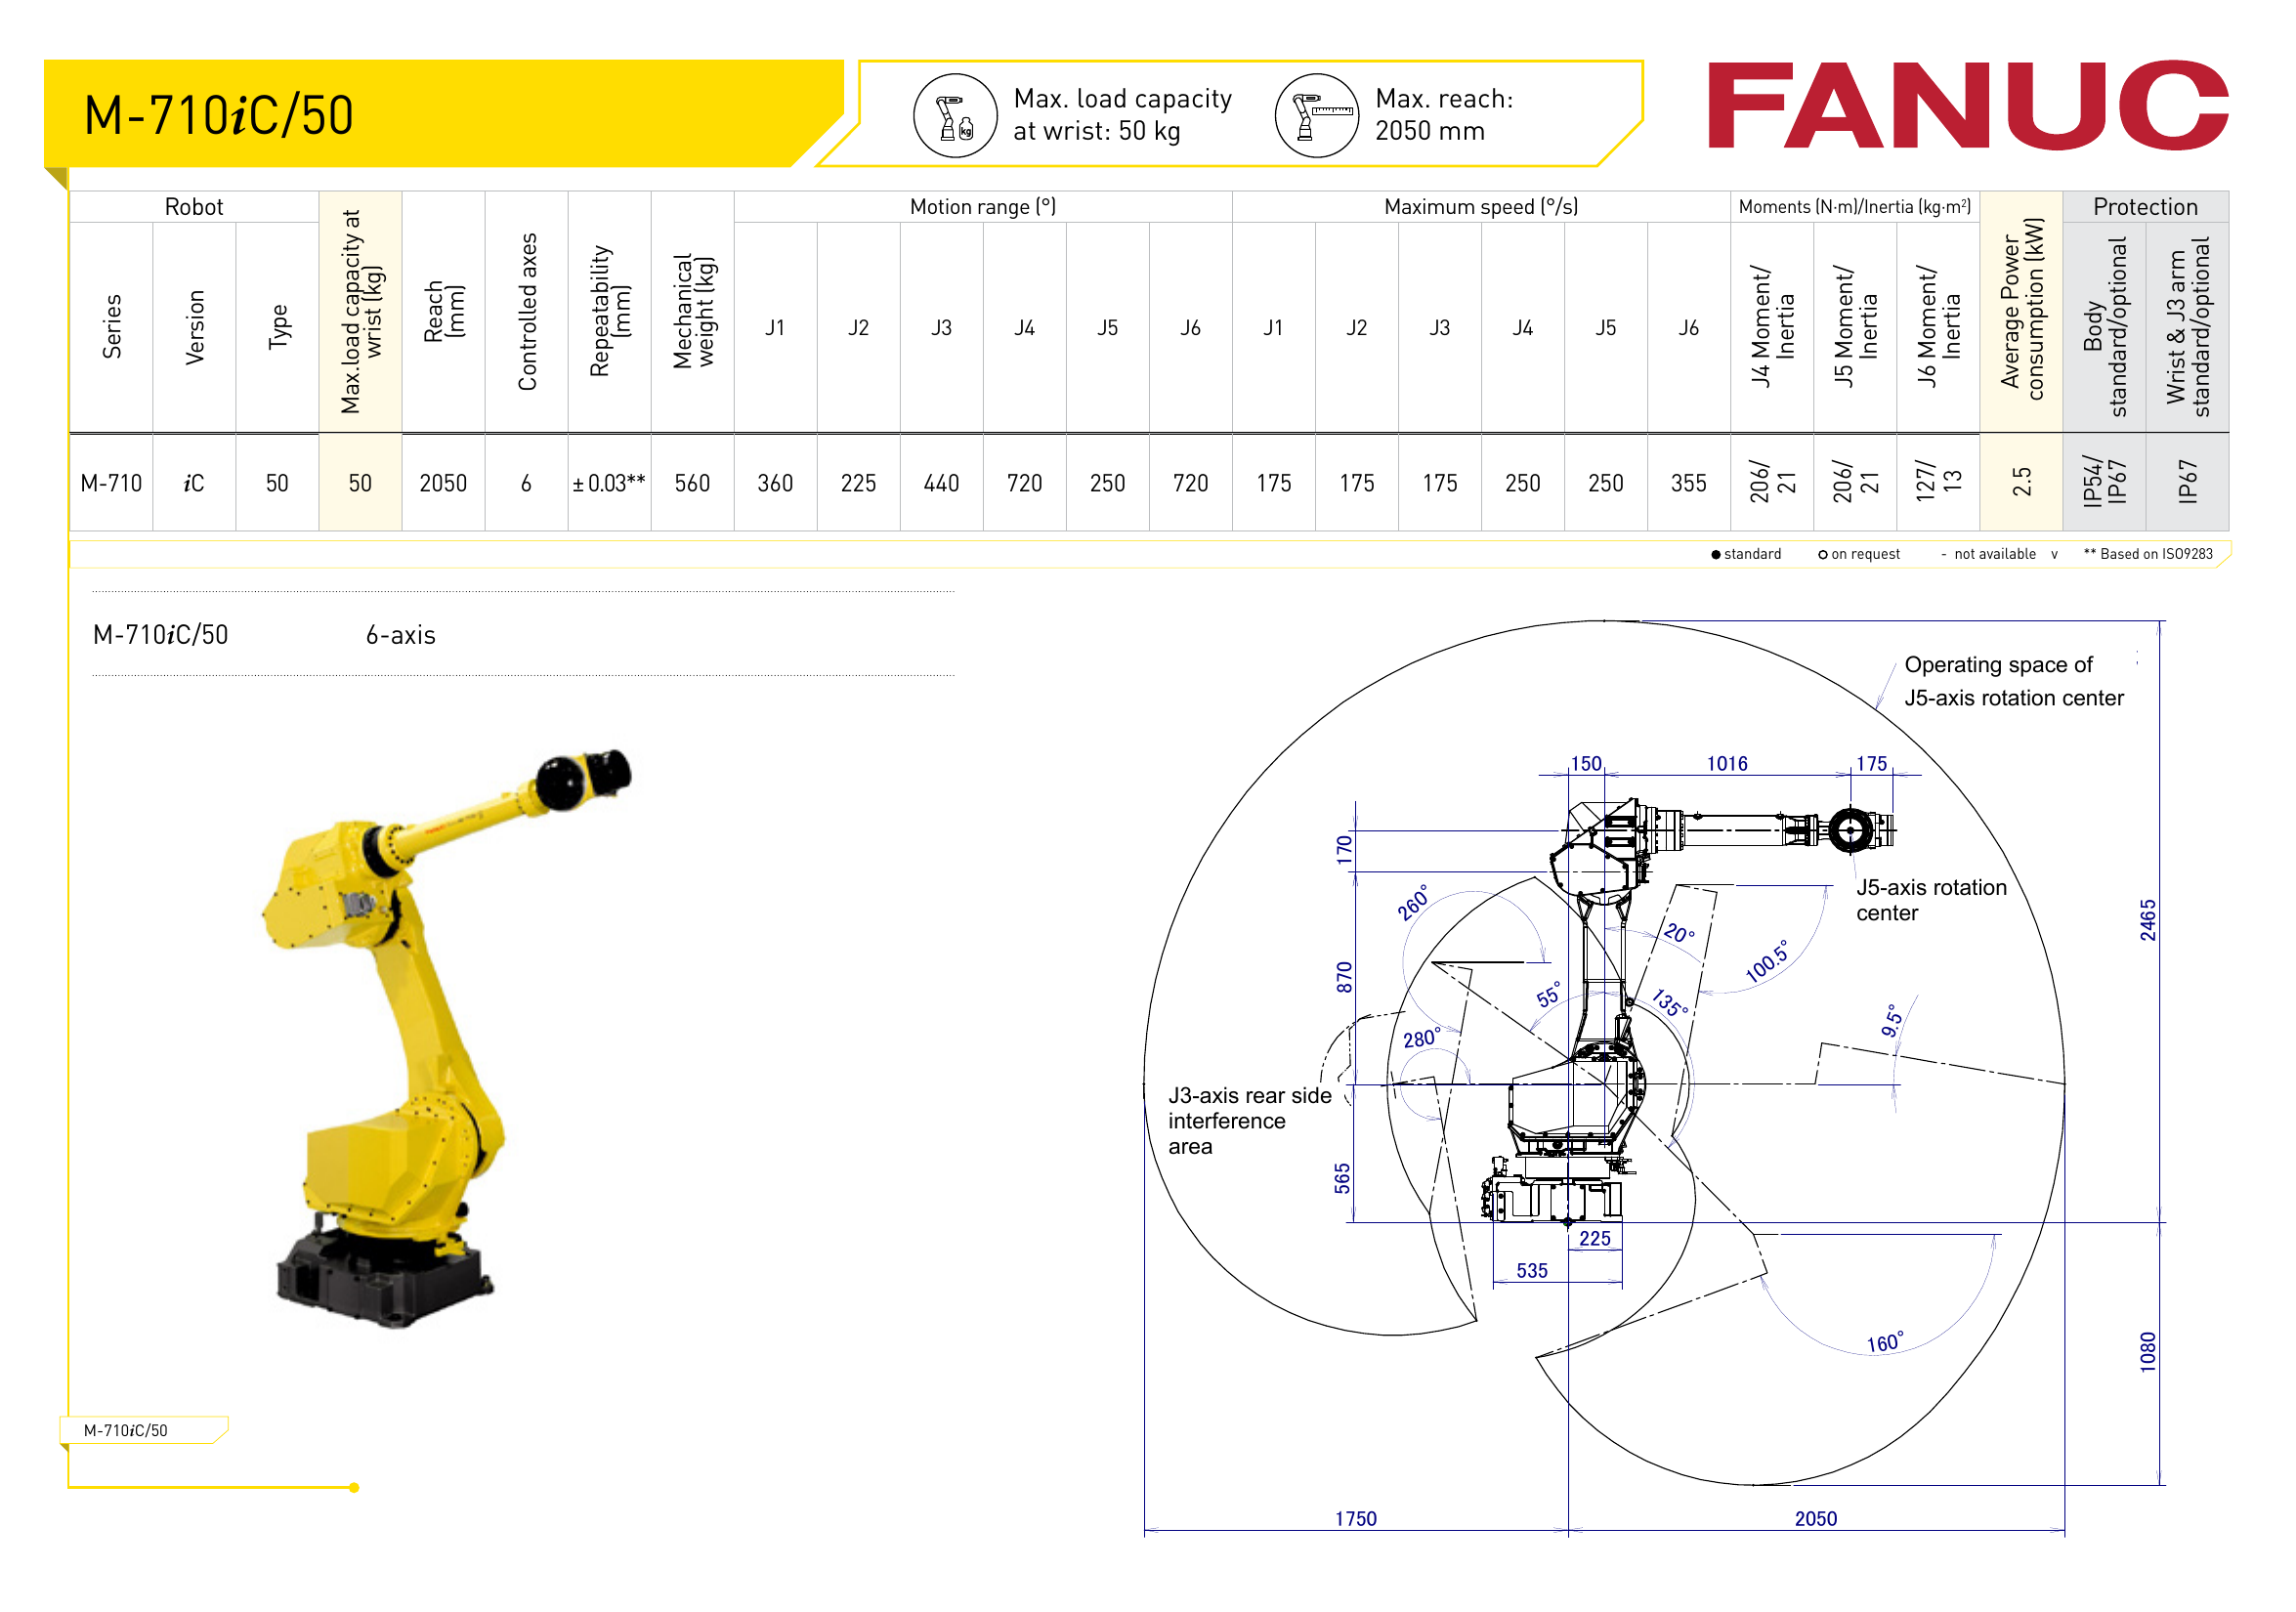 M-710iC/50
Max. load capacity
at wrist: 50 kg
kg
Max. reach:
2050 mm
FANUC
Robot
Motion range (°)
Maximum speed (°/s)
Moments (N·m)/Inertia (kg·m²)
Protection
Series
Version
Type
Max.load capacity at
wrist (kg)
Reach
(mm)
Controlled axes
Repeatability
(mm)
Mechanical
weight (kg)
J1
J2
J3
J4
J5
J6
J1
J2
J3
J4
J5
J6
J4 Moment/
Inertia
J5 Moment/
Inertia
J6 Moment/
Inertia
Average Power
consumption (kW)
Body
standard/optional
Wrist & J3 arm
standard/optional
M-710
iC
50
50
2050
6
± 0.03**
560
360
225
440
720
250
720
175
175
175
250
250
355
206/
21
206/
21
127/
13
2.5
IP54/
IP67
IP67
● standard
○ on request
- not available
v
** Based on ISO9283
M-710iC/50
6-axis
Operating space of
J5-axis rotation center
150
1016
175
170
J5-axis rotation
center
260°
20°
100.5°
2465
870
55°
135°
9.5°
280°
J3-axis rear side
interference
area
565
225
535
160°
1080
M-710iC/50
1750
2050